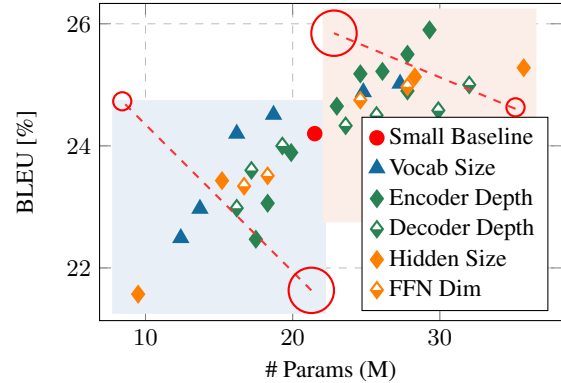 26
24
22
BLEU [%]
Small Baseline
Vocab Size
Encoder Depth
Decoder Depth
Hidden Size
FFN Dim
10
20
30
# Params (M)